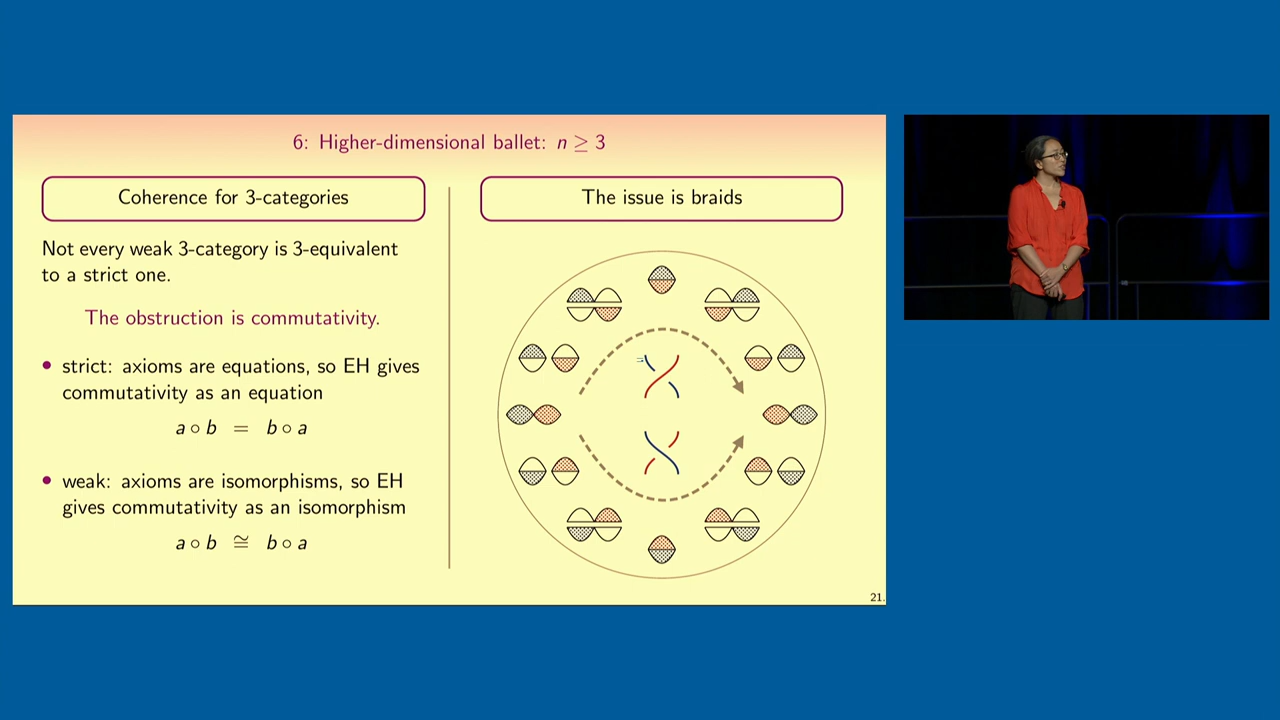 6: Higher-dimensional ballet: n ≥ 3
Coherence for 3-categories
Not every weak 3-category is 3-equivalent
to a strict one.
The obstruction is commutativity.
• strict: axioms are equations, so EH gives
commutativity as an equation
a ∘ b = b ∘ a
• weak: axioms are isomorphisms, so EH
gives commutativity as an isomorphism
a ∘ b ≅ b ∘ a
The issue is braids
21.